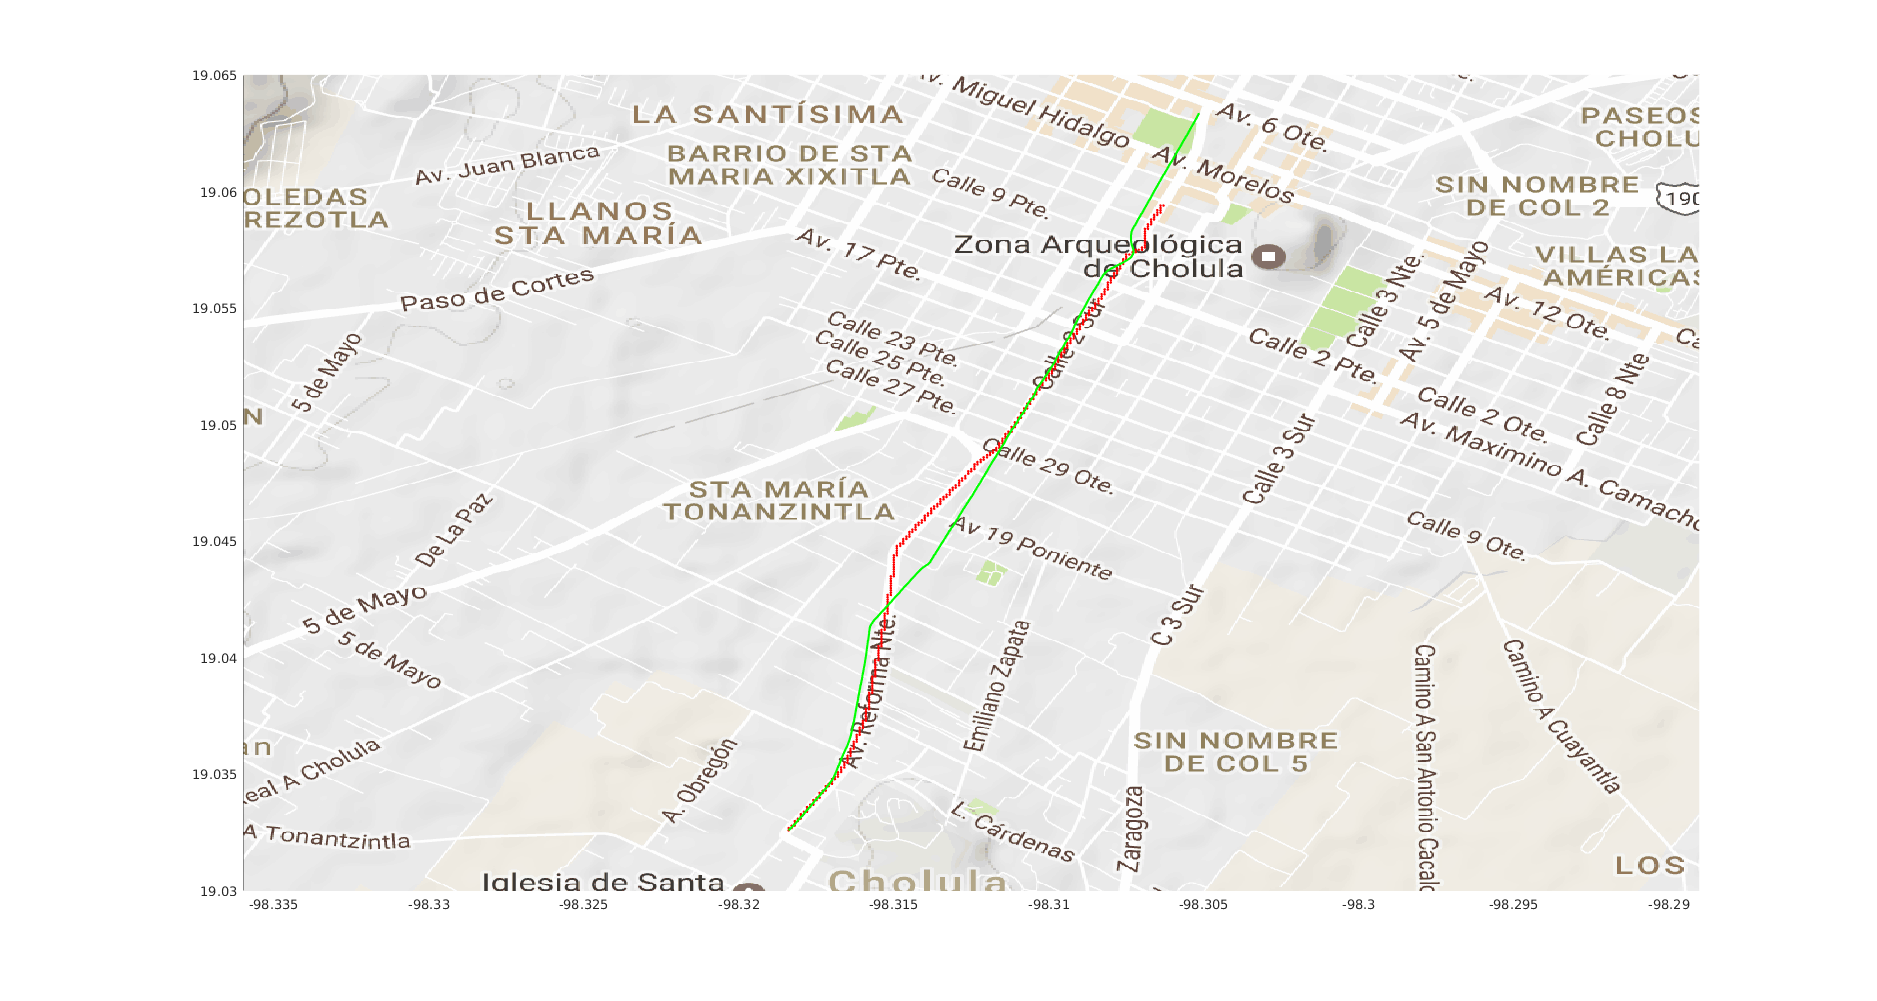 19.065
v. Miguel Hidalgo
Av. 6 Ote.
PASEOS
CHOLU
LA SANTÍSIMA
Av. Juan Blanca
BARRIO DE STA
MARIA XIXITLA
Av. Morelos
Calle 9 Pte.
SIN NOMBRE
DE COL 2
190
19.06
OLEDAS
REZOTLA
LLANOS
STA MARÍA
Av. 17 Pte.
Zona Arqueológica
de Cholula
VILLAS LA
AMÉRICAS
Paso de Cortes
Calle 3 Nte.
Av. 5 de Mayo
Av. 12 Ote.
19.055
Calle 23 Pte.
Calle 25 Pte.
Calle 27 Pte.
Calle 2 Sur
Calle 2 Pte.
Ca
5 de Mayo
Calle 8 Nte
Calle 2 Ote.
Av. Maximino A. Camacho
N
19.05
Calle 29 Ote.
Calle 3 Sur
STA MARÍA
TONANZINTLA
De La Paz
Av 19 Poniente
Calle 9 Ote.
19.045
5 de Mayo
5 de Mayo
C 3 Sur
Av. Reforma Nte.
Emiliano Zapata
Camino A San Antonio Cacalo
Camino A Cuayantla
19.04
an
eal A Cholula
A. Obregón
SIN NOMBRE
DE COL 5
19.035
A Tonantzintla
L. Cárdenas
Zaragoza
LOS
Iglesia de Santa
Cholula
19.03
-98.335 -98.33 -98.325 -98.32 -98.315 -98.31 -98.305 -98.3 -98.295 -98.29